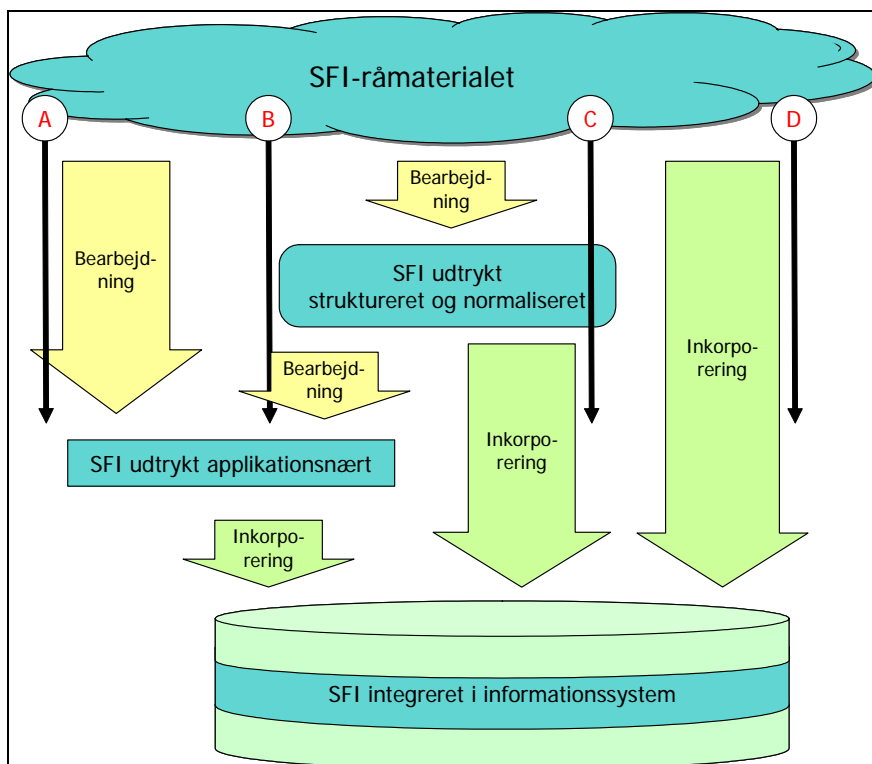 SFI-råmaterialet
A
B
C
D
Bearbejd-
ning
Bearbejd-
ning
SFI udtrykt
struktureret og normaliseret
Inkorpo-
rering
Bearbejd-
ning
Inkorpo-
rering
SFI udtrykt applikationsnært
Inkorpo-
rering
SFI integreret i informationssystem